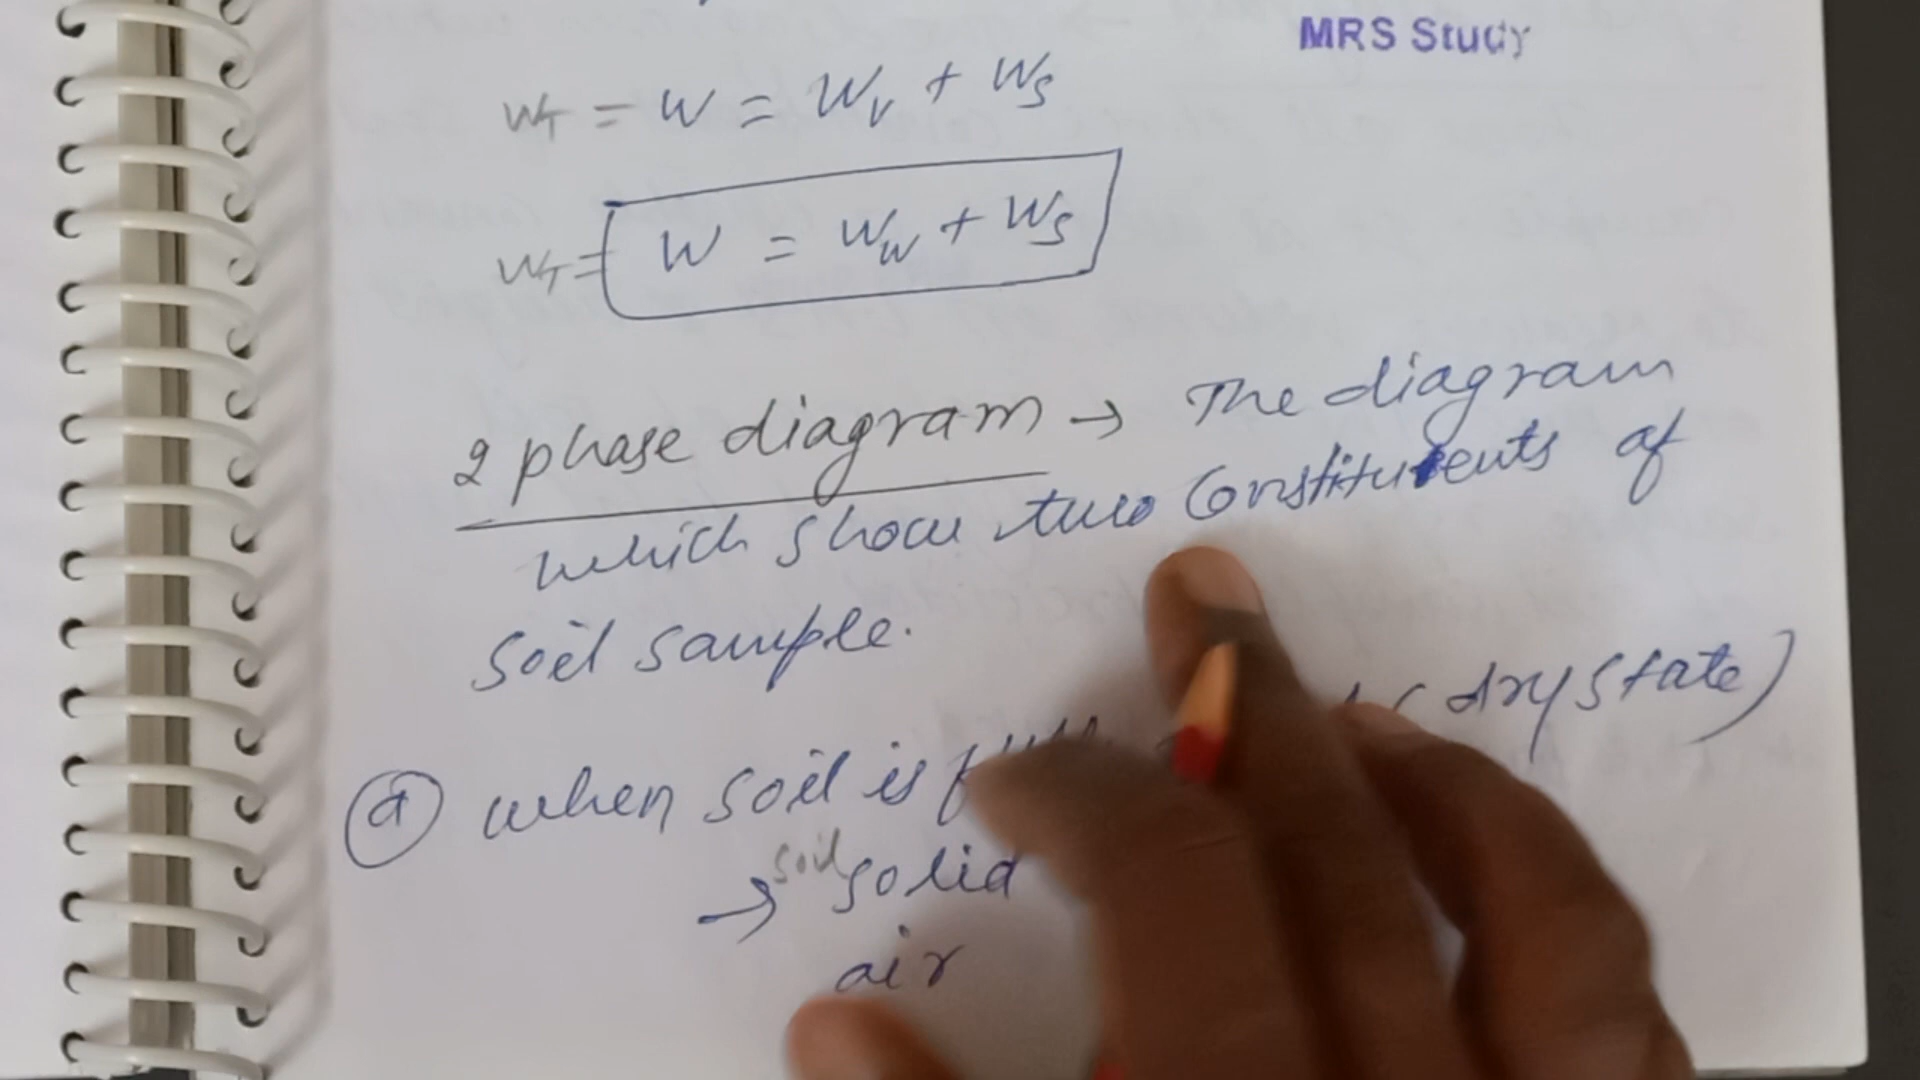 MRS Study
WT = W = Wv + Ws
WT = W = Ww + Ws
2 phase diagram → The diagram
which show two Constituents of
soil sample.
(a) when soil is (dry state)
→ soil solid
air